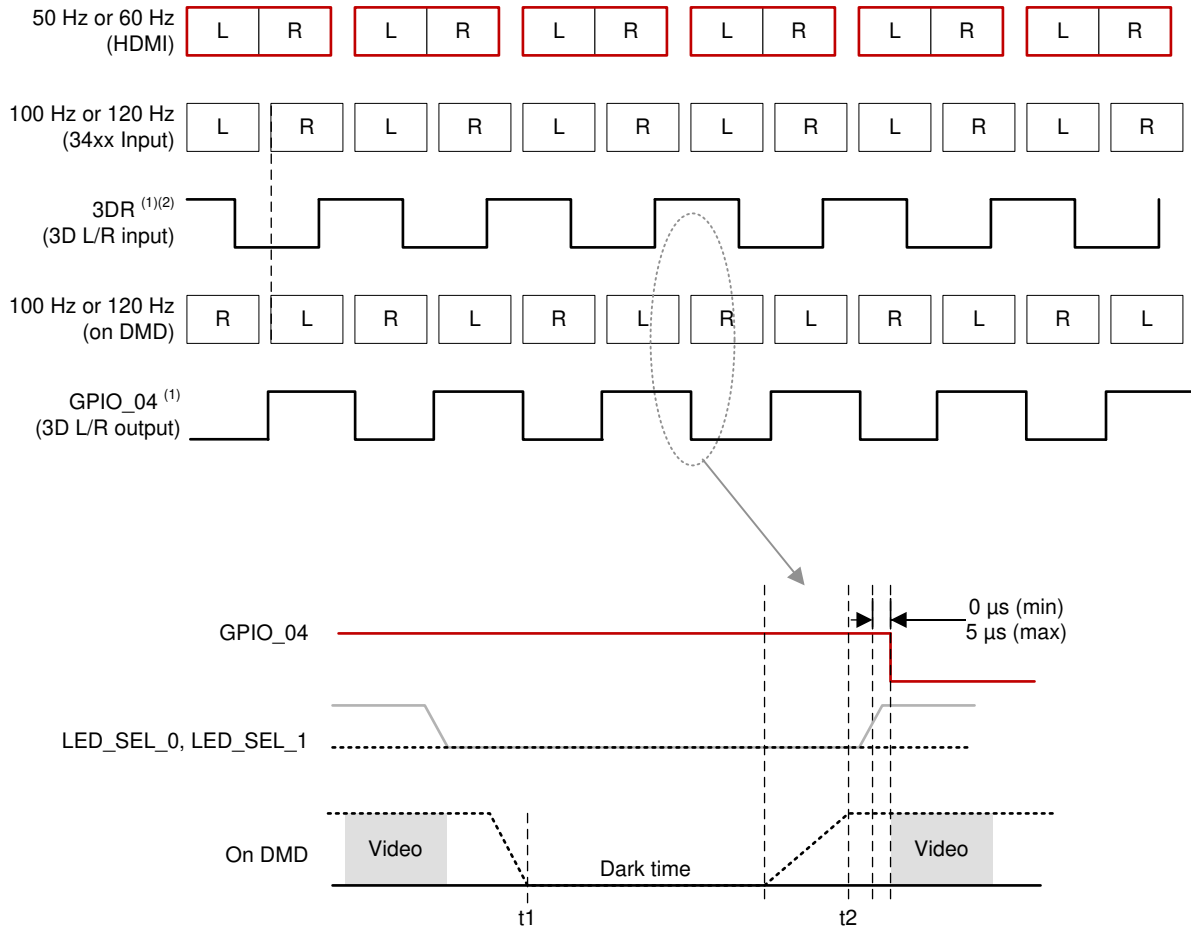 50 Hz or 60 Hz
(HDMI)
L R L R L R L R L R L R
100 Hz or 120 Hz
(34xx Input)
L R L R L R L R L R L R
3DR (1)(2)
(3D L/R input)
100 Hz or 120 Hz
(on DMD)
R L R L R L R L R L R L
GPIO_04 (1)
(3D L/R output)
0 µs (min)
5 µs (max)
GPIO_04
LED_SEL_0, LED_SEL_1
On DMD
Video
Dark time
Video
t1
t2